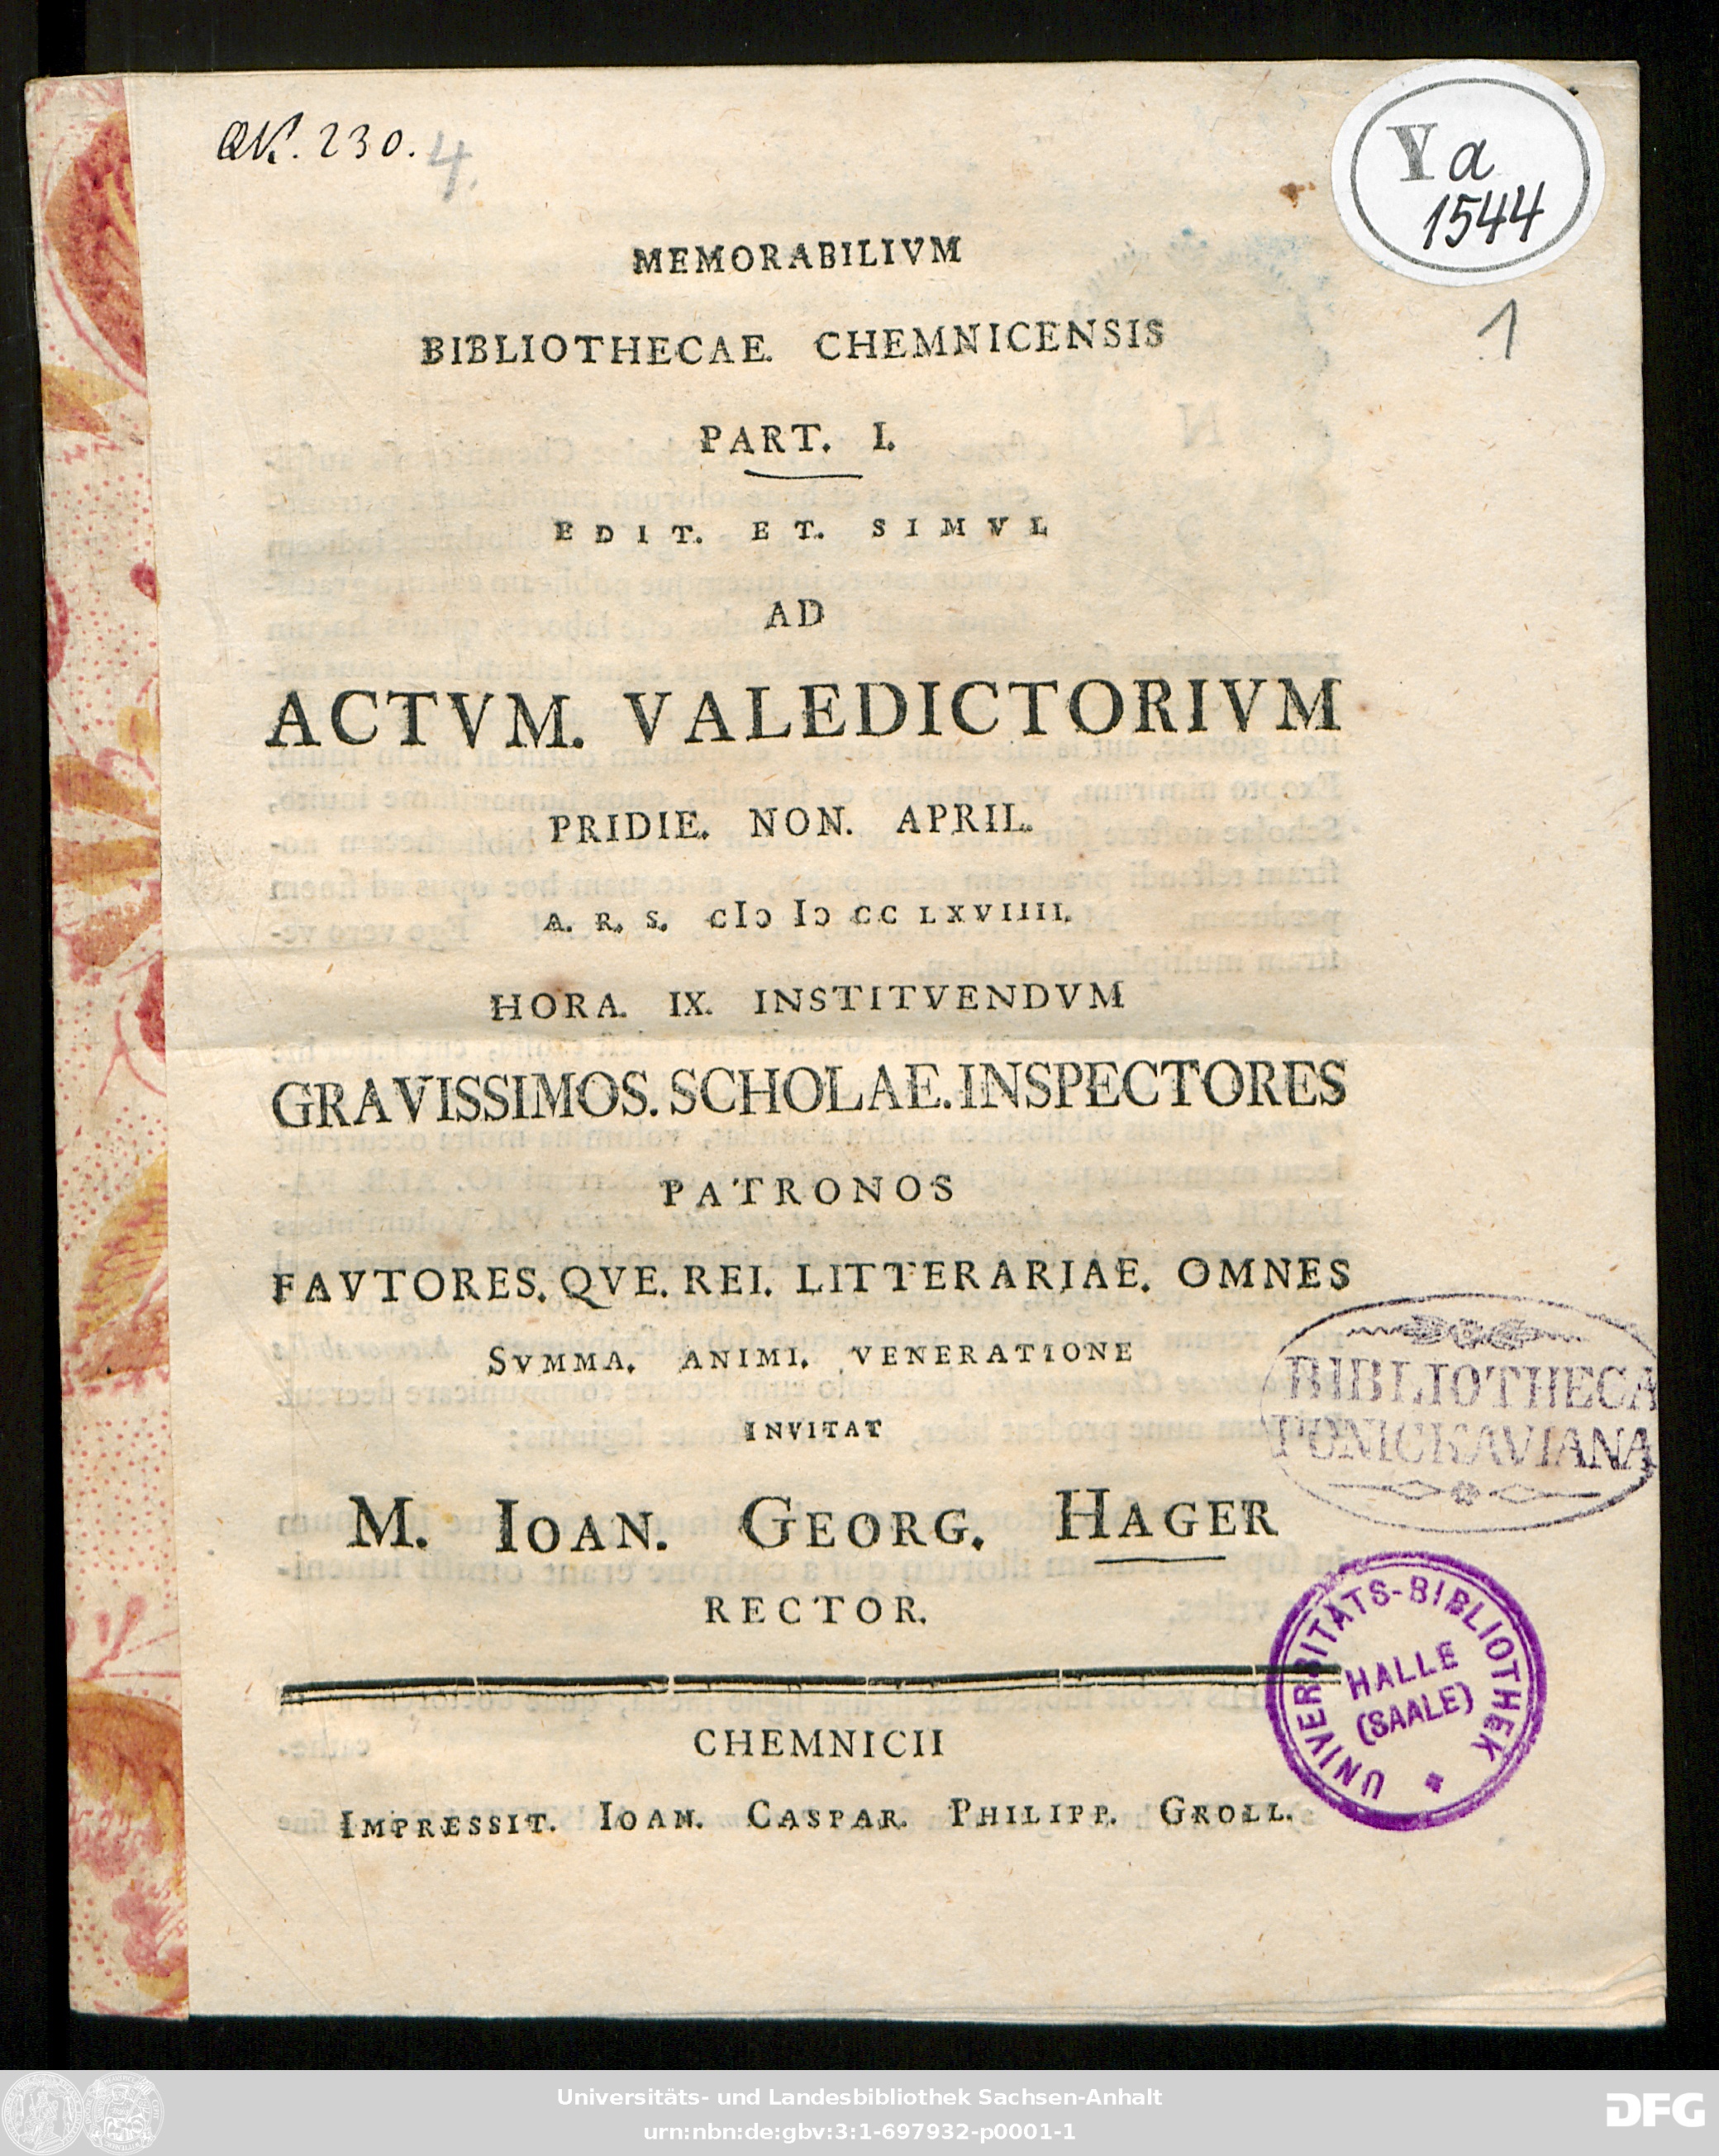 QK. 230.
4.
Ya
1544
1
MEMORABILIVM
BIBLIOTHECAE. CHEMNICENSIS
PART. I.
EDIT. ET. SIMVL
AD
ACTVM. VALEDICTORIVM
PRIDIE. NON. APRIL.
A. R. S. cIↄ Iↄ CC LXVIIII.
HORA. IX. INSTITVENDVM
GRAVISSIMOS. SCHOLAE. INSPECTORES
PATRONOS
FAVTORES. QVE. REI. LITTERARIAE. OMNES
SVMMA. ANIMI. VENERATIONE
INVITAT
M. IOAN. GEORG. HAGER
RECTOR.
BIBLIOTHECA
PONICKAVIANA
UNIVERSITÄTS-BIBLIOTHEK
HALLE
(SAALE)
CHEMNICII
IMPRESSIT. IOAN. CASPAR. PHILIPP. GROLL.
Universitäts- und Landesbibliothek Sachsen-Anhalt
urn:nbn:de:gbv:3:1-697932-p0001-1
DFG